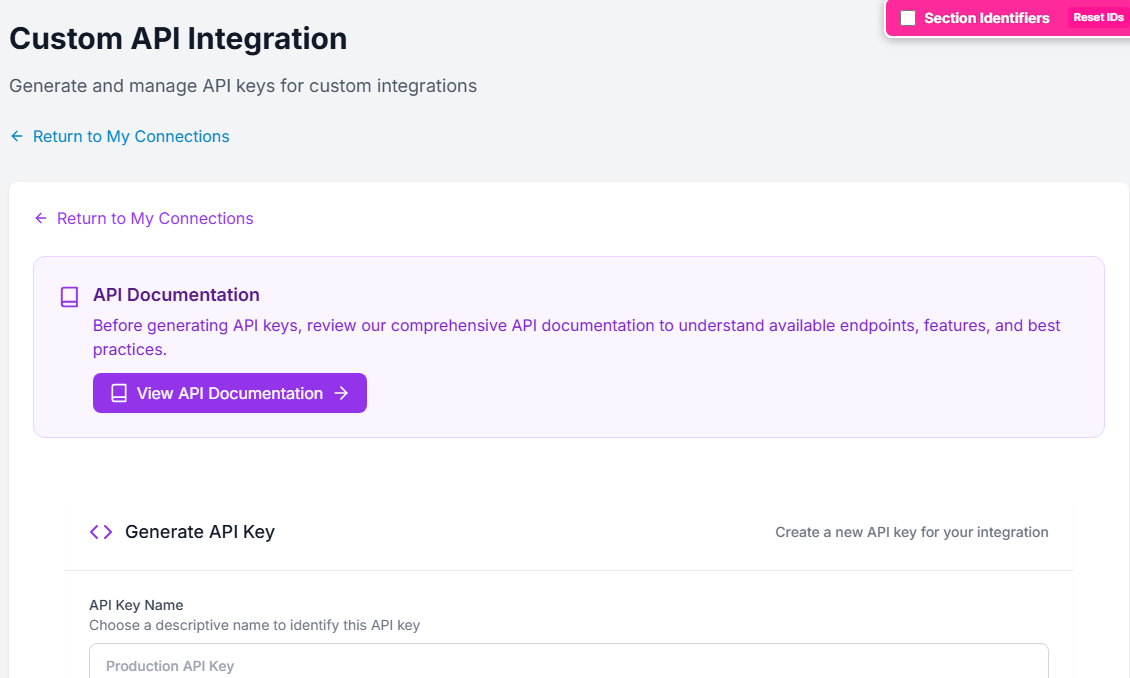 Custom API Integration
Section Identifiers
Reset IDs
Generate and manage API keys for custom integrations
Return to My Connections
Return to My Connections
API Documentation
Before generating API keys, review our comprehensive API documentation to understand available endpoints, features, and best
practices.
View API Documentation
Generate API Key
Create a new API key for your integration
API Key Name
Choose a descriptive name to identify this API key
Production API Key